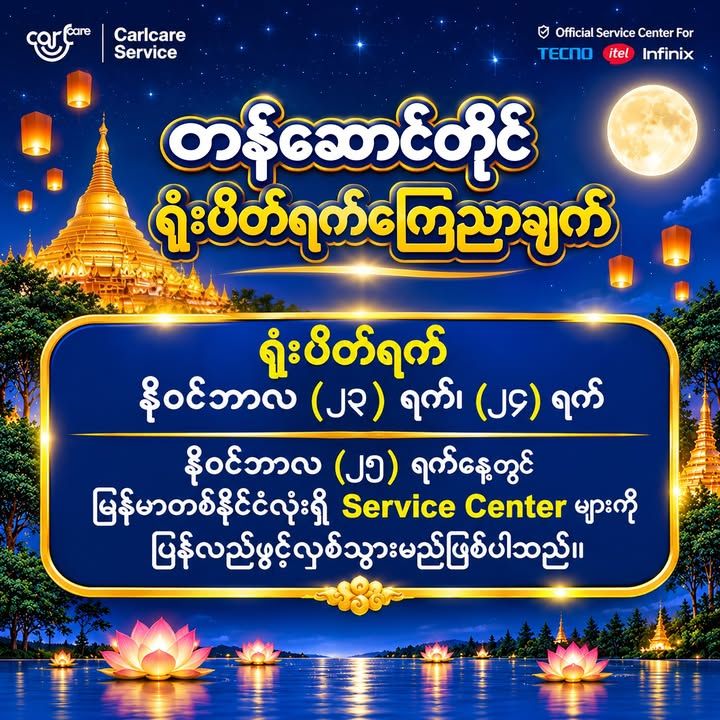 carlcare
Carlcare
Service
Official Service Center For
TECNO itel Infinix
တန်ဆောင်တိုင်
ရုံးပိတ်ရက်ကြေညာချက်
ရုံးပိတ်ရက်
နိုဝင်ဘာလ (၂၃) ရက်၊ (၂၄) ရက်
နိုဝင်ဘာလ (၂၅) ရက်နေ့တွင်
မြန်မာတစ်နိုင်ငံလုံးရှိ Service Center များကို
ပြန်လည်ဖွင့်လှစ်သွားမည်ဖြစ်ပါသည်။